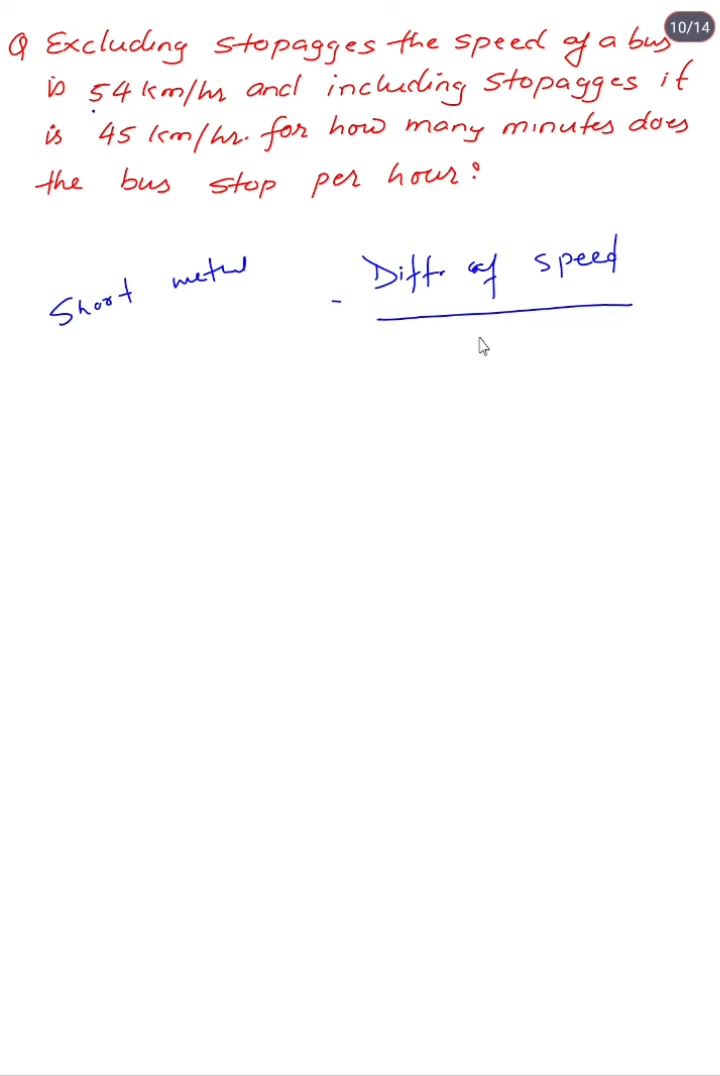 10/14
Q Excluding stopagges the speed of a bus
is 54 km/hr and including stopagges it
is 45 km/hr. for how many minutes does
the bus stop per hour?
Short method - Diff. of speed